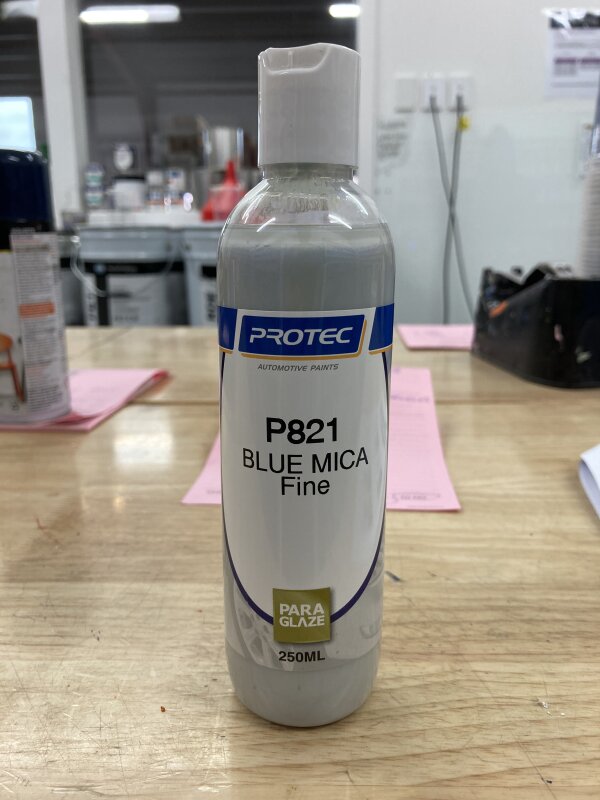 PROTEC
AUTOMOTIVE PAINTS
P821
BLUE MICA
Fine
PARA
GLAZE
250ML